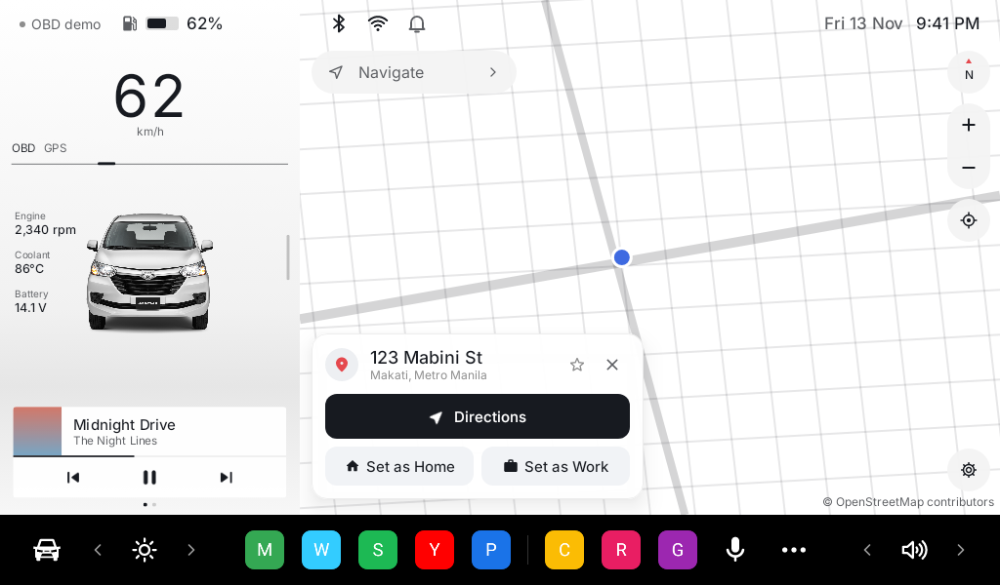 OBD demo
62%
62
km/h
OBD GPS
Engine
2,340 rpm
Coolant
86°C
Battery
14.1 V
Midnight Drive
The Night Lines
Fri 13 Nov 9:41 PM
Navigate
N
123 Mabini St
Makati, Metro Manila
Directions
Set as Home
Set as Work
© OpenStreetMap contributors
M W S Y P C R G